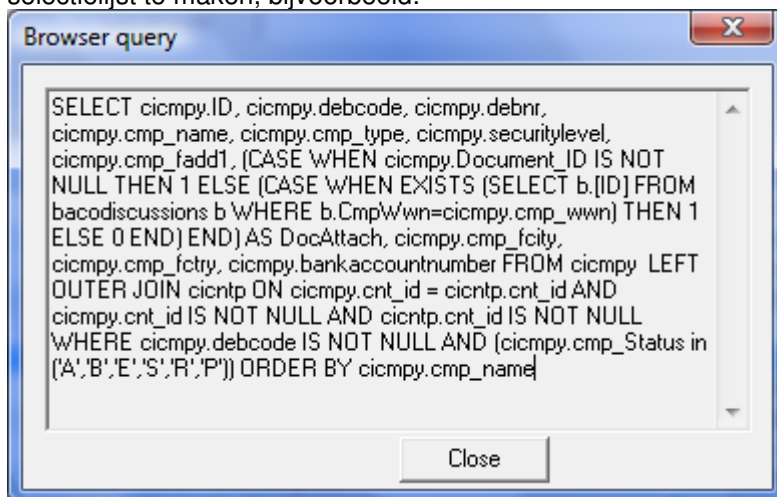 selectielijst te maken, bijvoorbeeld:
Browser query
SELECT cicmpy.ID, cicmpy.debcode, cicmpy.debnr,
cicmpy.cmp_name, cicmpy.cmp_type, cicmpy.securitylevel,
cicmpy.cmp_fadd1, (CASE WHEN cicmpy.Document_ID IS NOT
NULL THEN 1 ELSE (CASE WHEN EXISTS (SELECT b.[ID] FROM
bacodiscussions b WHERE b.CmpWwn=cicmpy.cmp_wwn) THEN 1
ELSE 0 END) END) AS DocAttach, cicmpy.cmp_fcity,
cicmpy.cmp_fctry, cicmpy.bankaccountnumber FROM cicmpy  LEFT
OUTER JOIN cicntp ON cicmpy.cnt_id = cicntp.cnt_id AND
cicmpy.cnt_id IS NOT NULL AND cicntp.cnt_id IS NOT NULL
WHERE cicmpy.debcode IS NOT NULL AND (cicmpy.cmp_Status in
('A','B','E','S','R','P')) ORDER BY cicmpy.cmp_name
Close